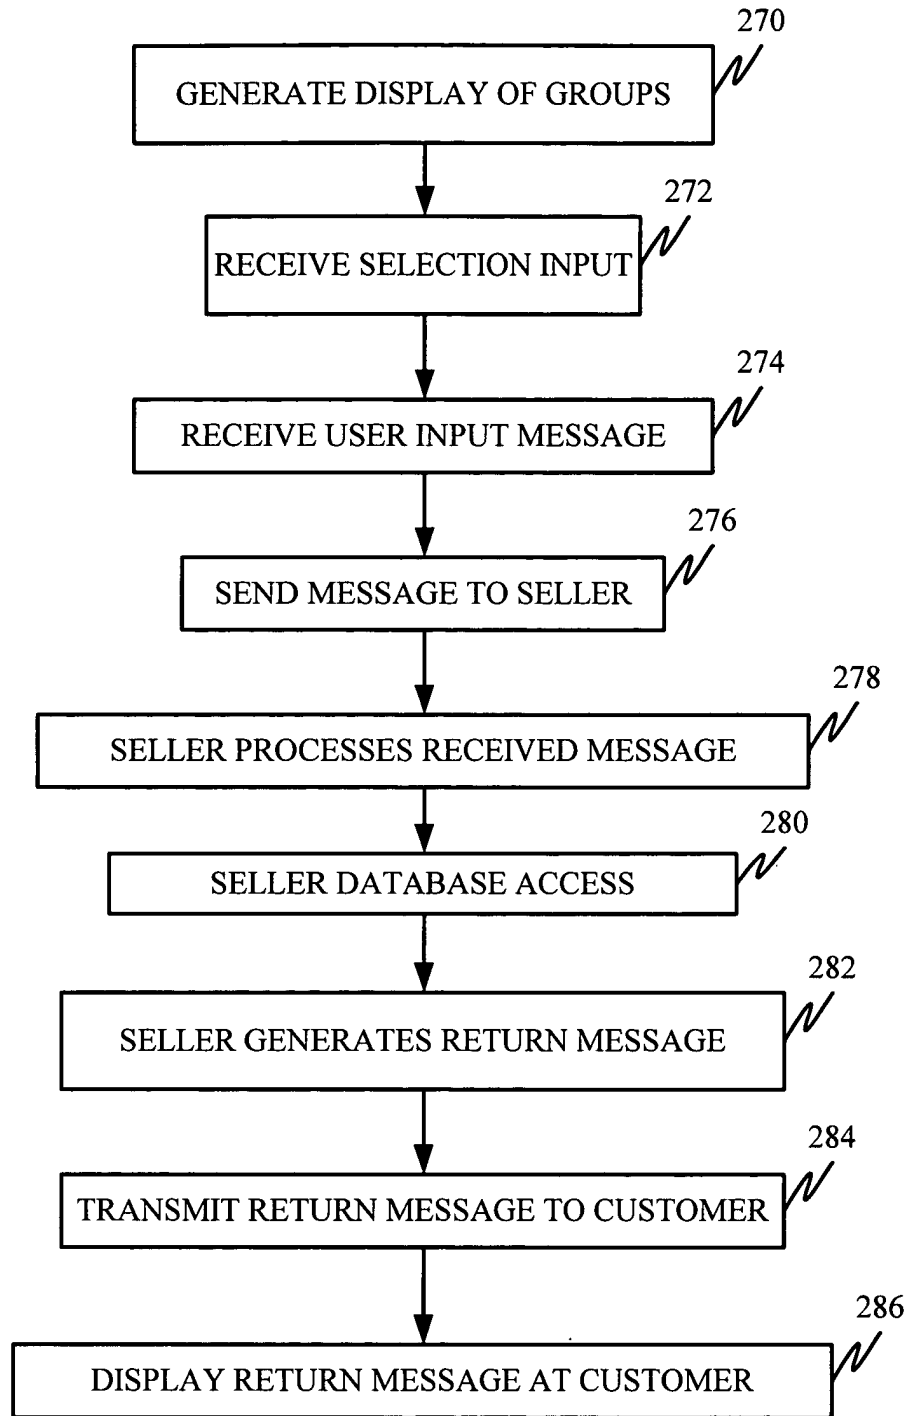 270
GENERATE DISPLAY OF GROUPS
272
RECEIVE SELECTION INPUT
274
RECEIVE USER INPUT MESSAGE
276
SEND MESSAGE TO SELLER
278
SELLER PROCESSES RECEIVED MESSAGE
280
SELLER DATABASE ACCESS
282
SELLER GENERATES RETURN MESSAGE
284
TRANSMIT RETURN MESSAGE TO CUSTOMER
286
DISPLAY RETURN MESSAGE AT CUSTOMER